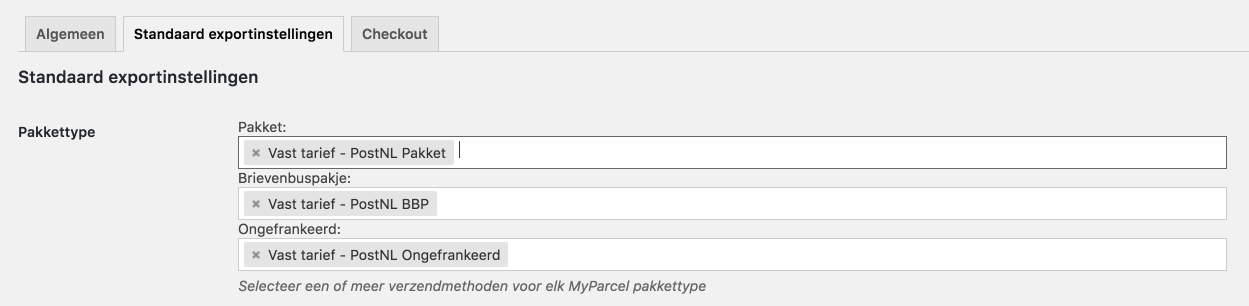 Algemeen Standaard exportinstellingen Checkout
Standaard exportinstellingen
Pakkettype
Pakket:
× Vast tarief - PostNL Pakket
Brievenbuspakje:
× Vast tarief - PostNL BBP
Ongefrankeerd:
× Vast tarief - PostNL Ongefrankeerd
Selecteer een of meer verzendmethoden voor elk MyParcel pakkettype